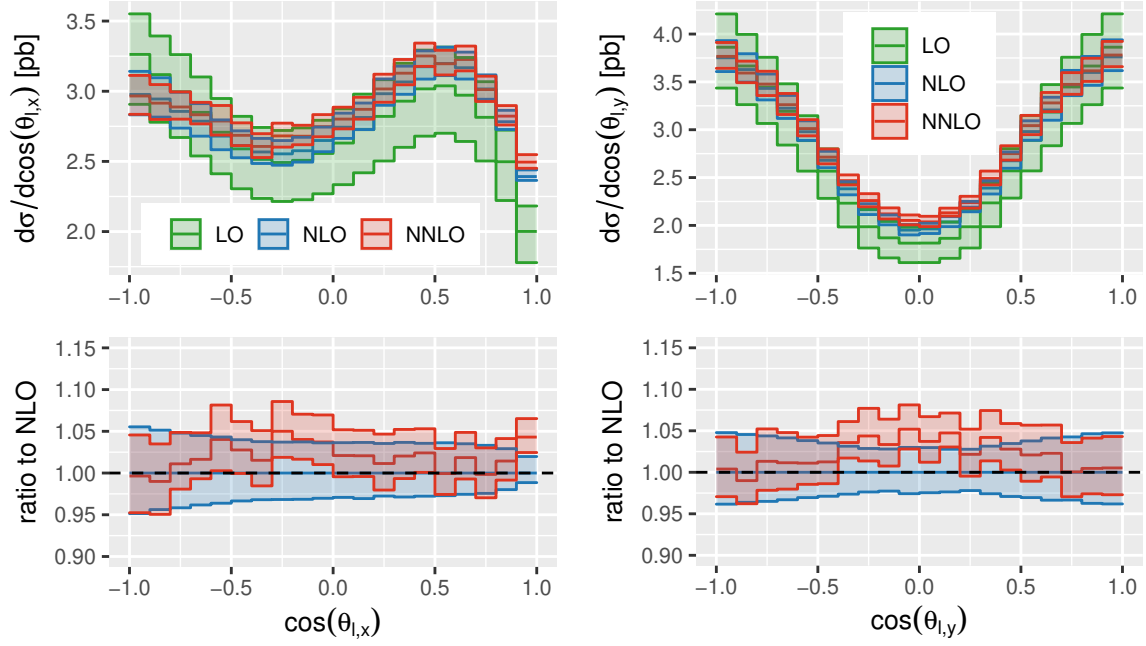 dσ/dcos(θl,x) [pb]
3.5
3.0
2.5
2.0
LO NLO NNLO
−1.0 −0.5 0.0 0.5 1.0
dσ/dcos(θl,y) [pb]
4.0
3.5
3.0
2.5
2.0
1.5
LO
NLO
NNLO
−1.0 −0.5 0.0 0.5 1.0
ratio to NLO
1.15
1.10
1.05
1.00
0.95
0.90
−1.0 −0.5 0.0 0.5 1.0
cos(θl,x)
ratio to NLO
1.15
1.10
1.05
1.00
0.95
0.90
−1.0 −0.5 0.0 0.5 1.0
cos(θl,y)